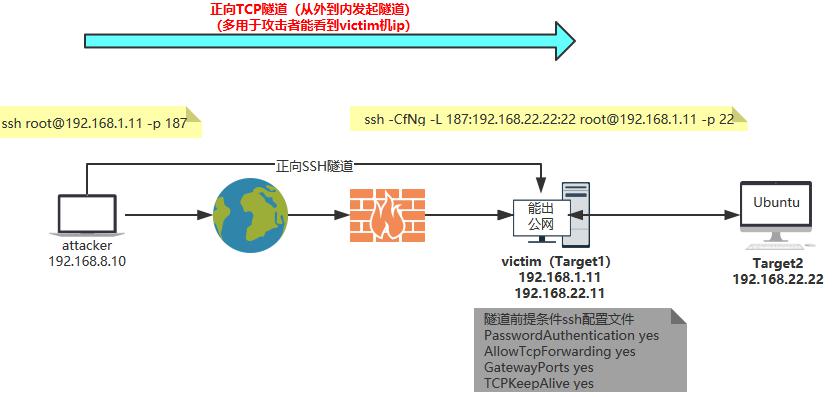 正向TCP隧道（从外到内发起隧道）
（多用于攻击者能看到victim机ip）
ssh root@192.168.1.11 -p 187
ssh -CfNg -L 187:192.168.22.22:22 root@192.168.1.11 -p 22
正向SSH隧道
能出
公网
Ubuntu
attacker
192.168.8.10
victim（Target1）
192.168.1.11
192.168.22.11
Target2
192.168.22.22
隧道前提条件ssh配置文件
PasswordAuthentication yes
AllowTcpForwarding yes
GatewayPorts yes
TCPKeepAlive yes